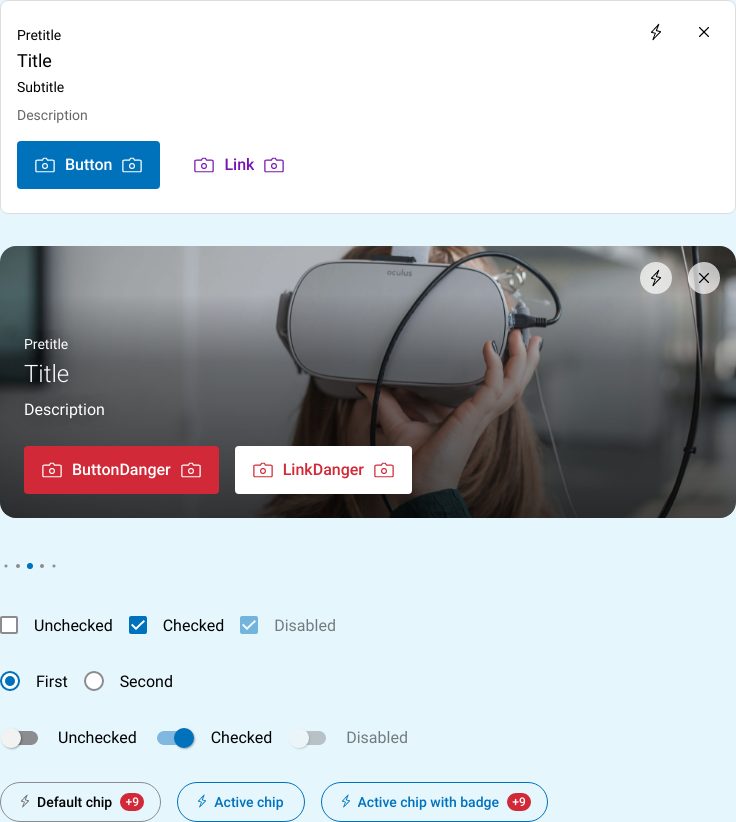 Pretitle
Title
Subtitle
Description
Button Link
oculus
Pretitle
Title
Description
ButtonDanger LinkDanger
Unchecked Checked Disabled
First Second
Unchecked Checked Disabled
Default chip +9 Active chip Active chip with badge +9